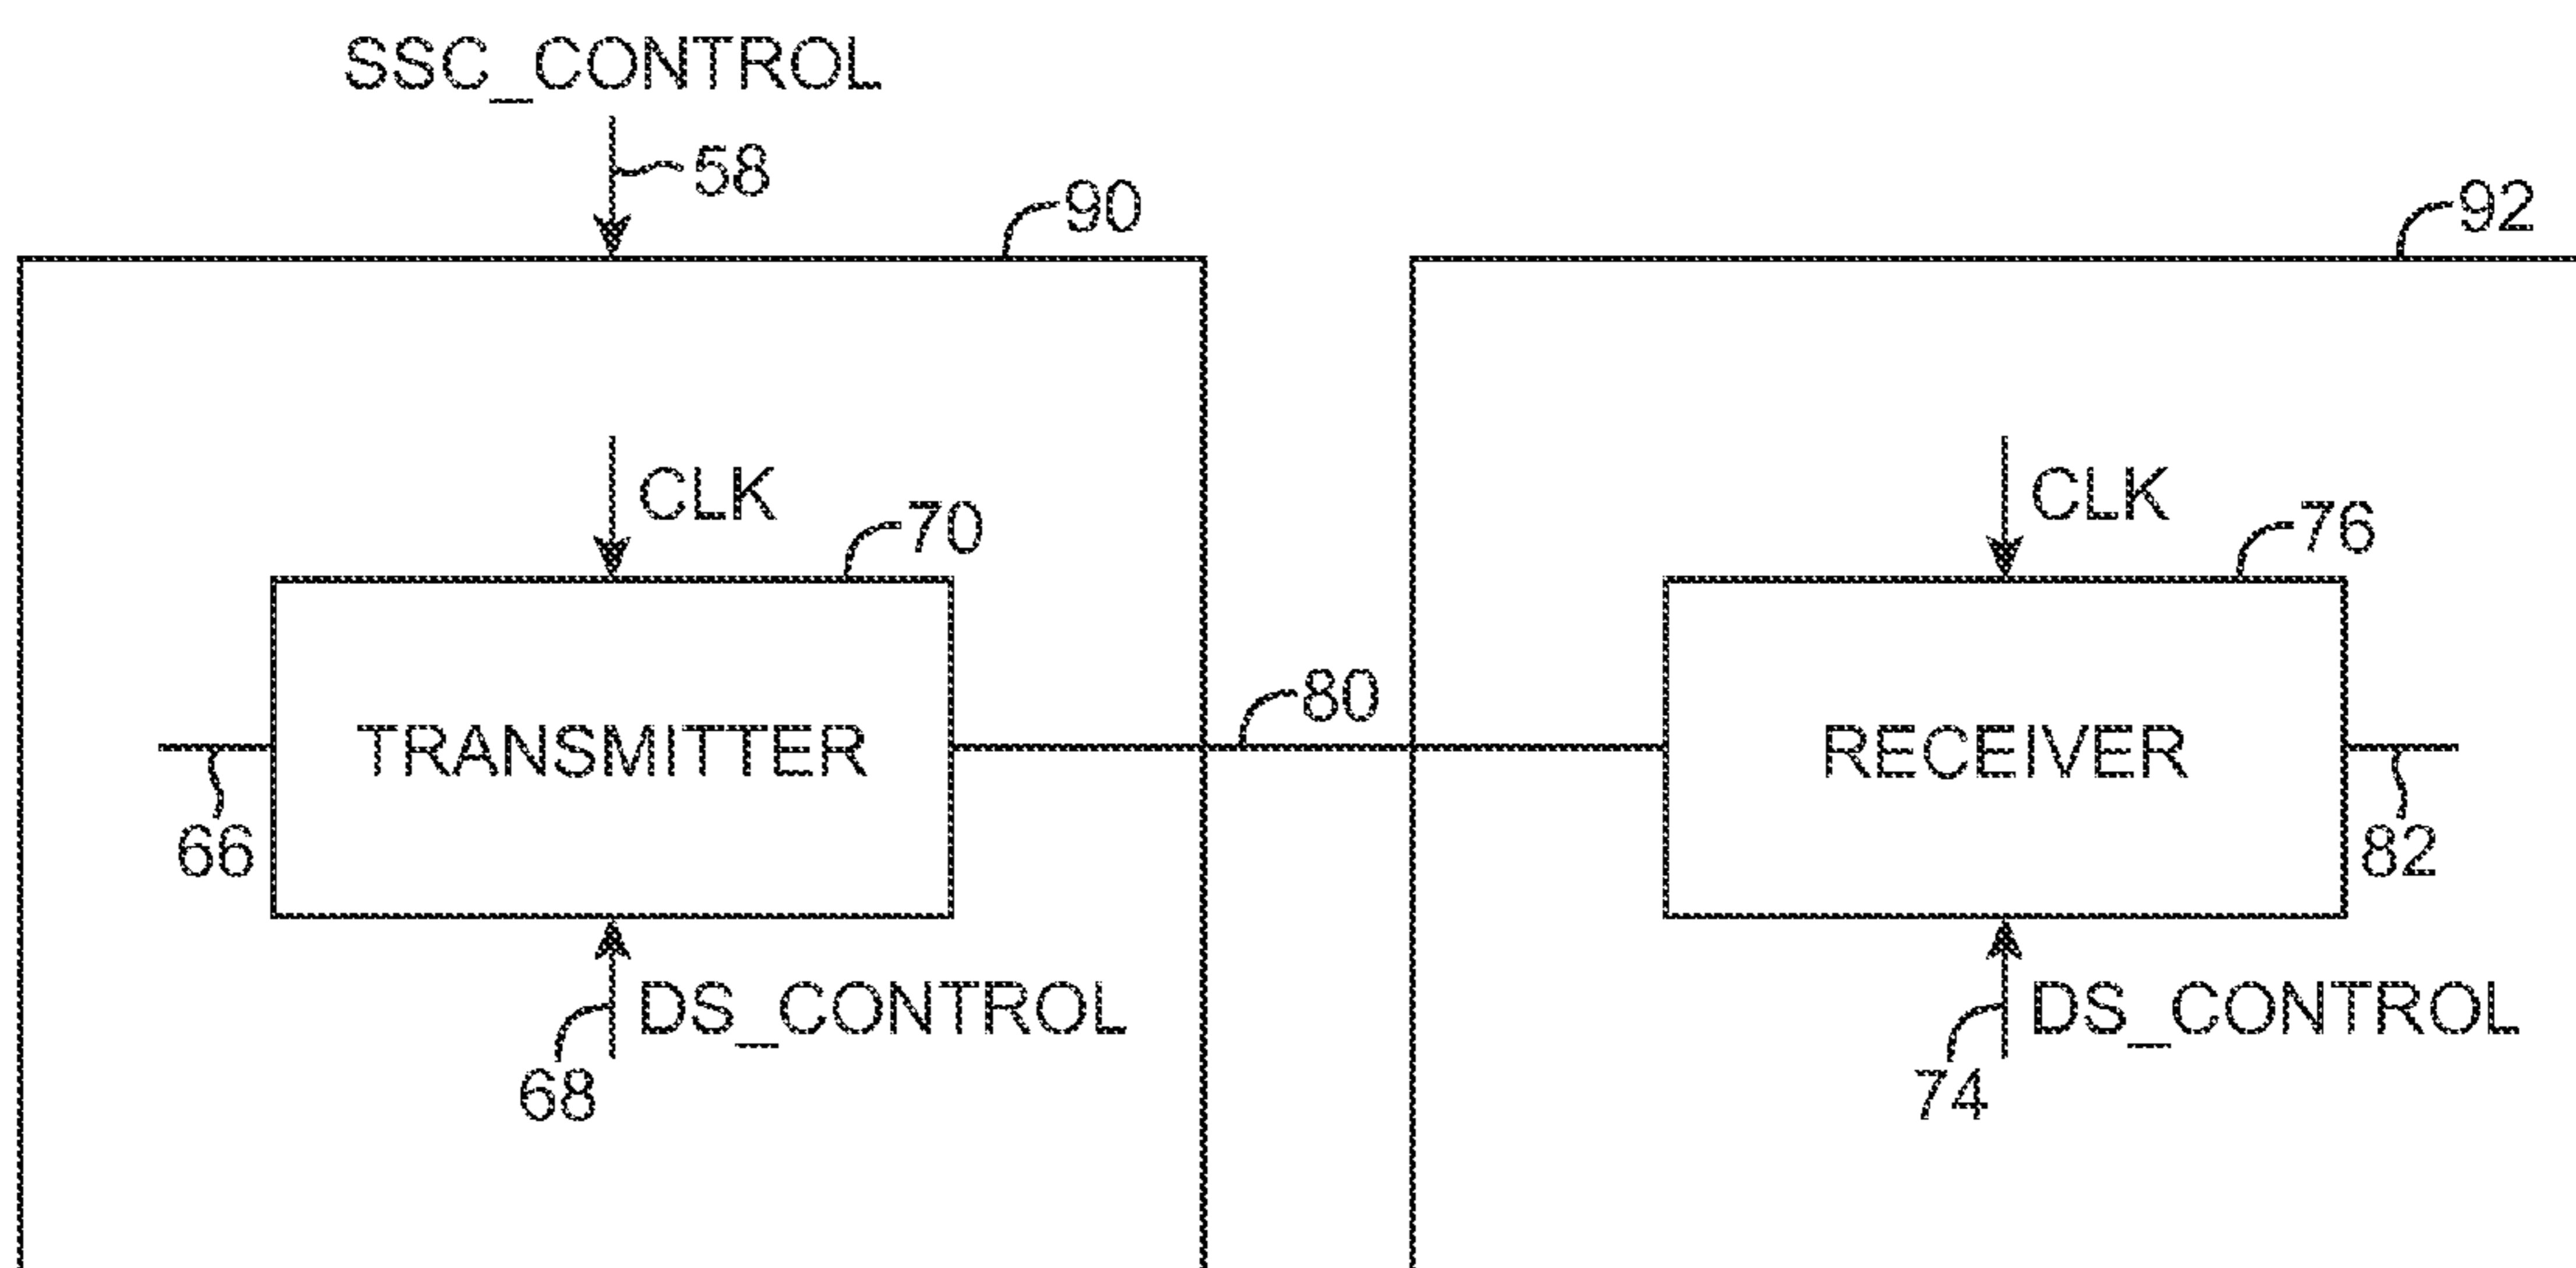 SSC_CONTROL
58
90
92
CLK
CLK
70
76
80
TRANSMITTER
RECEIVER
66
82
DS_CONTROL
DS_CONTROL
68
74